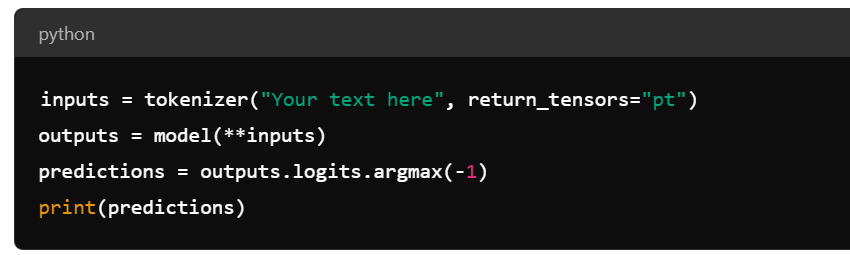 python
inputs = tokenizer("Your text here", return_tensors="pt")
outputs = model(**inputs)
predictions = outputs.logits.argmax(-1)
print(predictions)